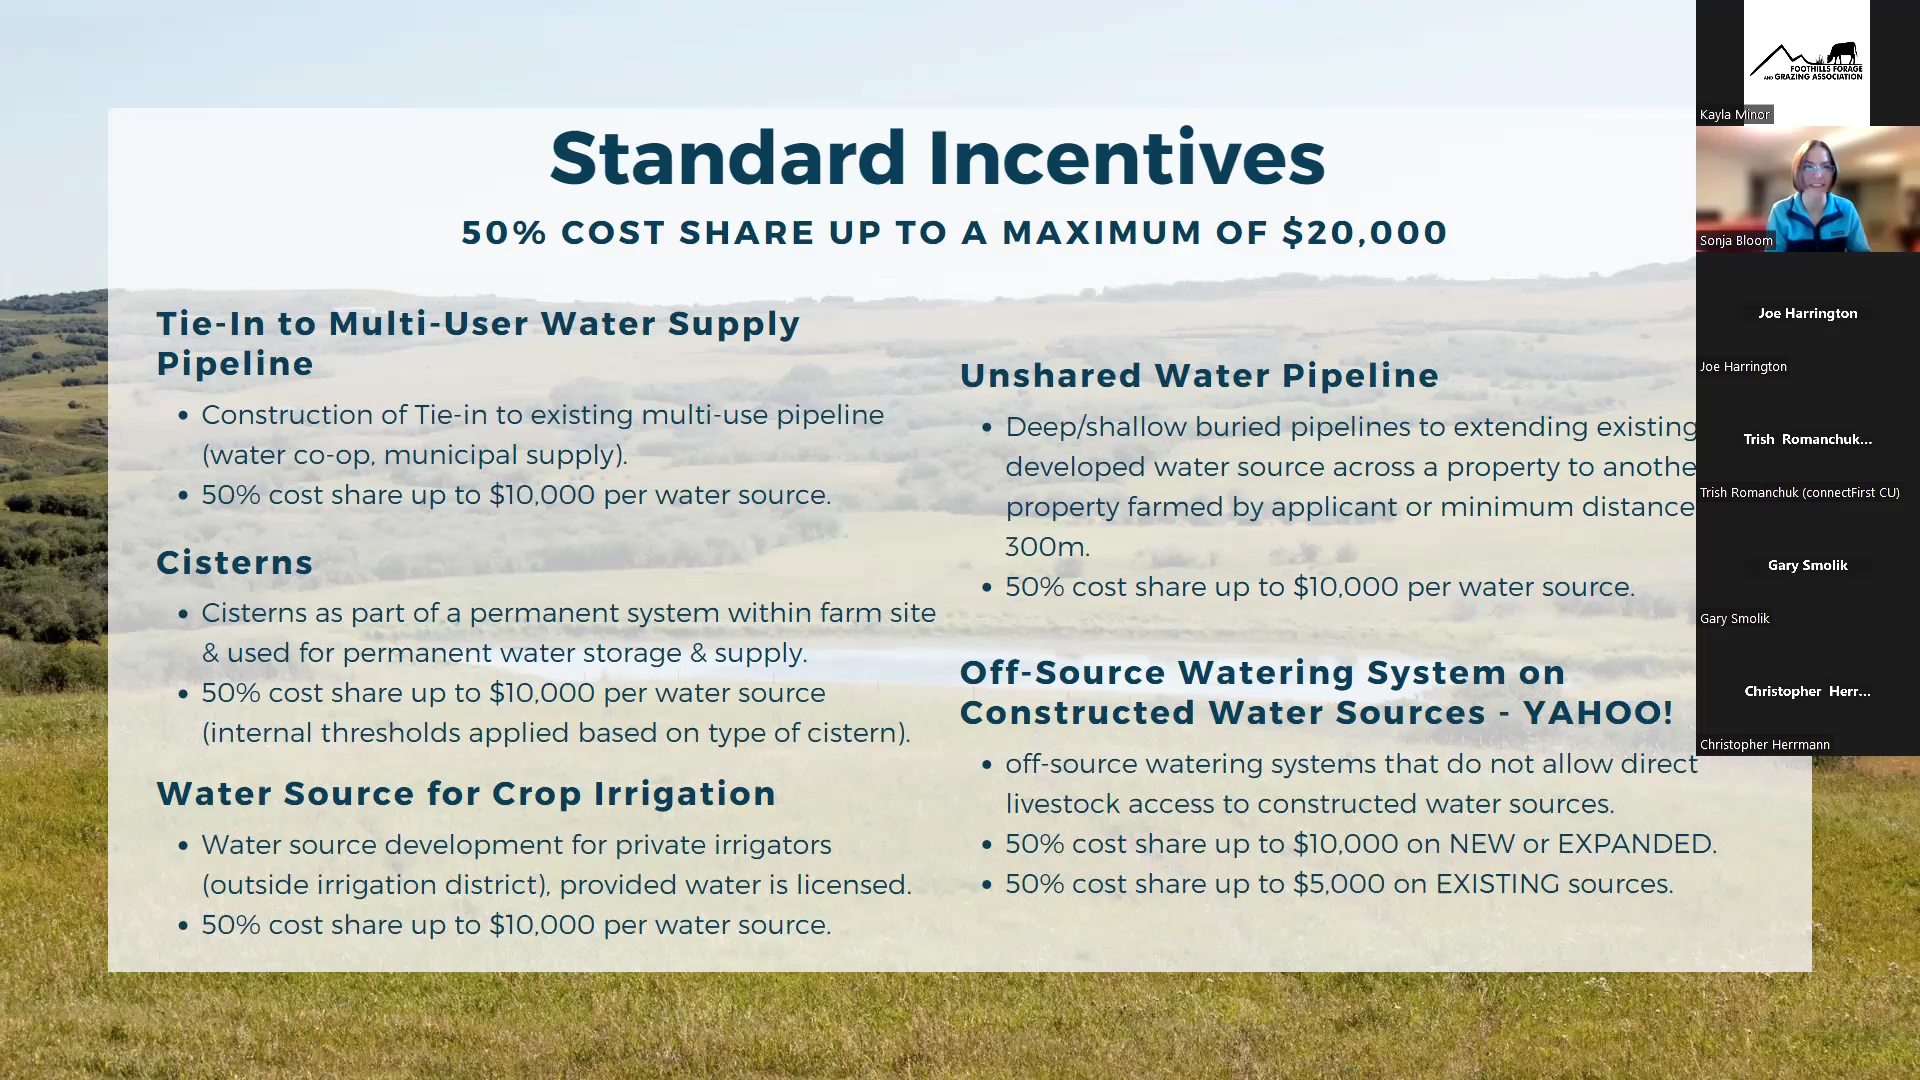 Standard Incentives
50% COST SHARE UP TO A MAXIMUM OF $20,000
Tie-In to Multi-User Water Supply
Pipeline
• Construction of Tie-in to existing multi-use pipeline
(water co-op, municipal supply).
• 50% cost share up to $10,000 per water source.
Cisterns
• Cisterns as part of a permanent system within farm site
& used for permanent water storage & supply.
• 50% cost share up to $10,000 per water source
(internal thresholds applied based on type of cistern).
Water Source for Crop Irrigation
• Water source development for private irrigators
(outside irrigation district), provided water is licensed.
• 50% cost share up to $10,000 per water source.
Unshared Water Pipeline
• Deep/shallow buried pipelines to extending existing
developed water source across a property to anothe
property farmed by applicant or minimum distance
300m.
• 50% cost share up to $10,000 per water source.
Off-Source Watering System on
Constructed Water Sources - YAHOO!
• off-source watering systems that do not allow direct
livestock access to constructed water sources.
• 50% cost share up to $10,000 on NEW or EXPANDED.
• 50% cost share up to $5,000 on EXISTING sources.
FOOTHILLS FORAGE
AND GRAZING ASSOCIATION
Kayla Minor
Sonja Bloom
Joe Harrington
Joe Harrington
Trish Romanchuk...
Trish Romanchuk (connectFirst CU)
Gary Smolik
Gary Smolik
Christopher Herr...
Christopher Herrmann